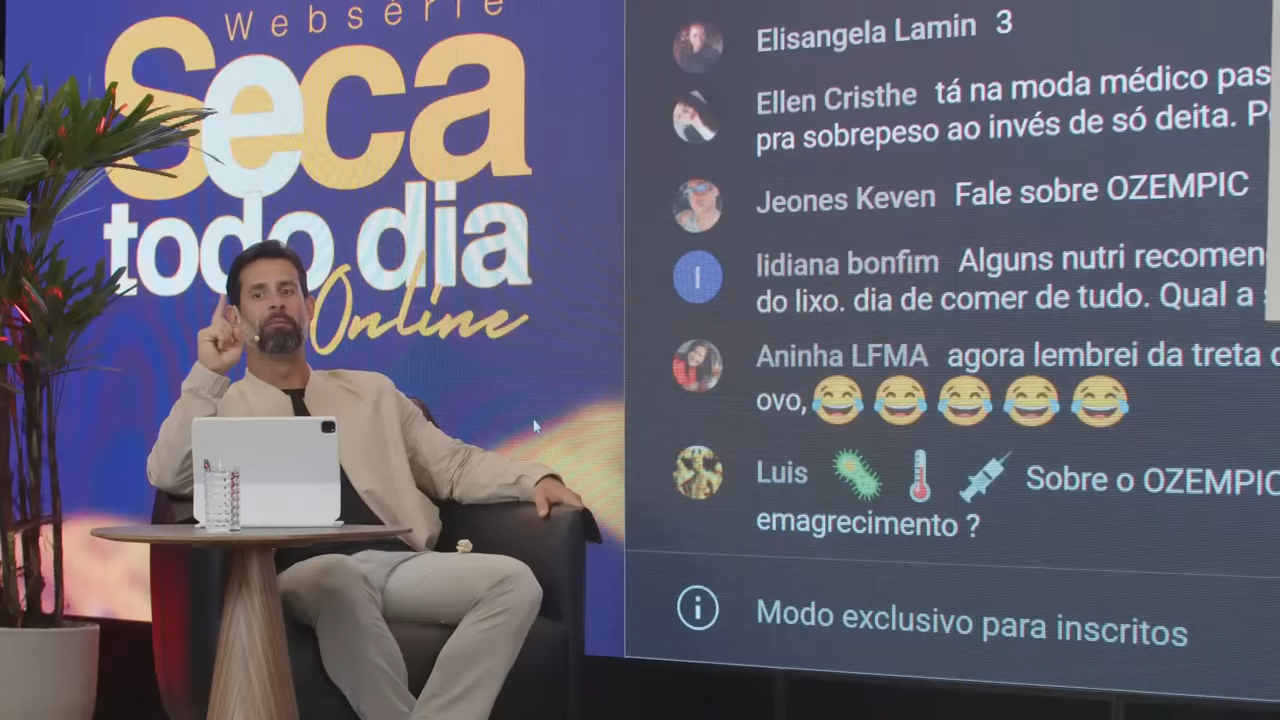 Websérie
Seca
todo dia
Online
Elisangela Lamin 3
Ellen Cristhe tá na moda médico
pra sobrepeso ao invés de só deita.
Jeones Keven Fale sobre OZEMPIC
I
lidiana bonfim Alguns nutri
do lixo. dia de comer de tudo. Qual a
Aninha LFMA agora lembrei da treta
ovo, 😂😂😂😂😂
Luis 🦠 🌡️ 💉 Sobre o OZEMPIC
emagrecimento ?
Modo exclusivo para inscritos